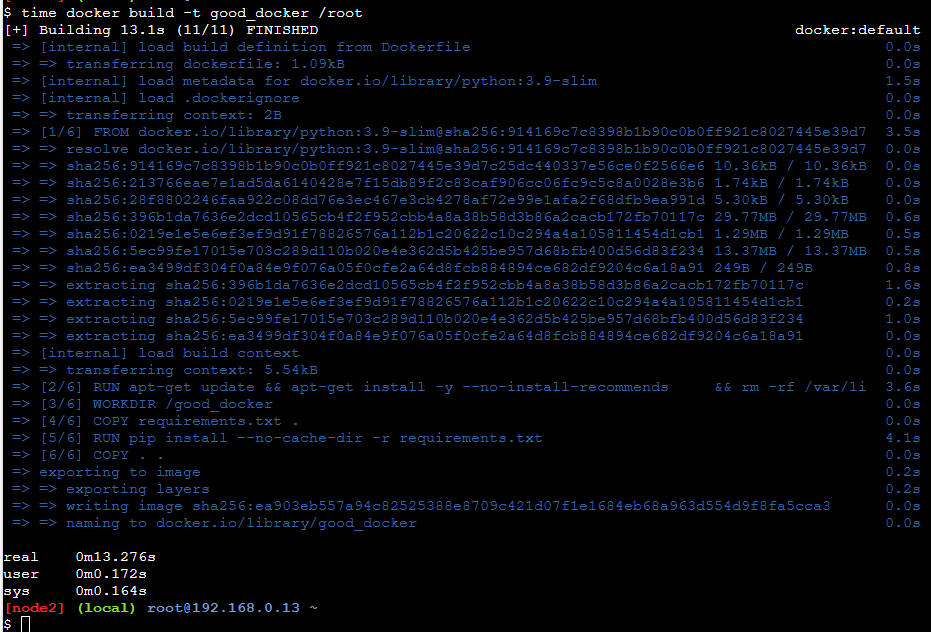 $ time docker build -t good_docker /root
[+] Building 13.1s (11/11) FINISHED docker:default
=> [internal] load build definition from Dockerfile 0.0s
=> => transferring dockerfile: 1.09kB 0.0s
=> [internal] load metadata for docker.io/library/python:3.9-slim 1.5s
=> [internal] load .dockerignore 0.0s
=> => transferring context: 2B 0.0s
=> [1/6] FROM docker.io/library/python:3.9-slim@sha256:914169c7c8398b1b90c0b0ff921c8027445e39d7 3.5s
=> => resolve docker.io/library/python:3.9-slim@sha256:914169c7c8398b1b90c0b0ff921c8027445e39d7 0.0s
=> => sha256:914169c7c8398b1b90c0b0ff921c8027445e39d7c25dc440337e56ce0f2566e6 10.36kB / 10.36kB 0.0s
=> => sha256:213766eae7e1ad5da6140428e7f15db89f2c83caf906cc06fc9c5c8a0028e3b6 1.74kB / 1.74kB 0.0s
=> => sha256:28f8802246faa922c08dd76e3ec467e3cb4278af72e99e1afa2f68dfb9ea991d 5.30kB / 5.30kB 0.0s
=> => sha256:396b1da7636e2dcd10565cb4f2f952cbb4a8a38b58d3b86a2cacb172fb70117c 29.77MB / 29.77MB 0.6s
=> => sha256:0219e1e5e6ef3ef9d91f78826576a112b1c20622c10c294a4a105811454d1cb1 1.29MB / 1.29MB 0.5s
=> => sha256:5ec99fe17015e703c289d110b020e4e362d5b425be957d68bfb400d56d83f234 13.37MB / 13.37MB 0.5s
=> => sha256:ea3499df304f0a84e9f076a05f0cfe2a64d8fcb884894ce682df9204c6a18a91 249B / 249B 0.8s
=> => extracting sha256:396b1da7636e2dcd10565cb4f2f952cbb4a8a38b58d3b86a2cacb172fb70117c 1.6s
=> => extracting sha256:0219e1e5e6ef3ef9d91f78826576a112b1c20622c10c294a4a105811454d1cb1 0.2s
=> => extracting sha256:5ec99fe17015e703c289d110b020e4e362d5b425be957d68bfb400d56d83f234 1.0s
=> => extracting sha256:ea3499df304f0a84e9f076a05f0cfe2a64d8fcb884894ce682df9204c6a18a91 0.0s
=> [internal] load build context 0.0s
=> => transferring context: 5.54kB 0.0s
=> [2/6] RUN apt-get update && apt-get install -y --no-install-recommends && rm -rf /var/li 3.6s
=> [3/6] WORKDIR /good_docker 0.0s
=> [4/6] COPY requirements.txt . 0.0s
=> [5/6] RUN pip install --no-cache-dir -r requirements.txt 4.1s
=> [6/6] COPY . . 0.0s
=> exporting to image 0.2s
=> => exporting layers 0.2s
=> => writing image sha256:ea903eb557a94c82525388e8709c421d07f1e1684eb68a963d554d9f8fa5cca3 0.0s
=> => naming to docker.io/library/good_docker 0.0s
real 0m13.276s
user 0m0.172s
sys 0m0.164s
[node2] (local) root@192.168.0.13 ~
$